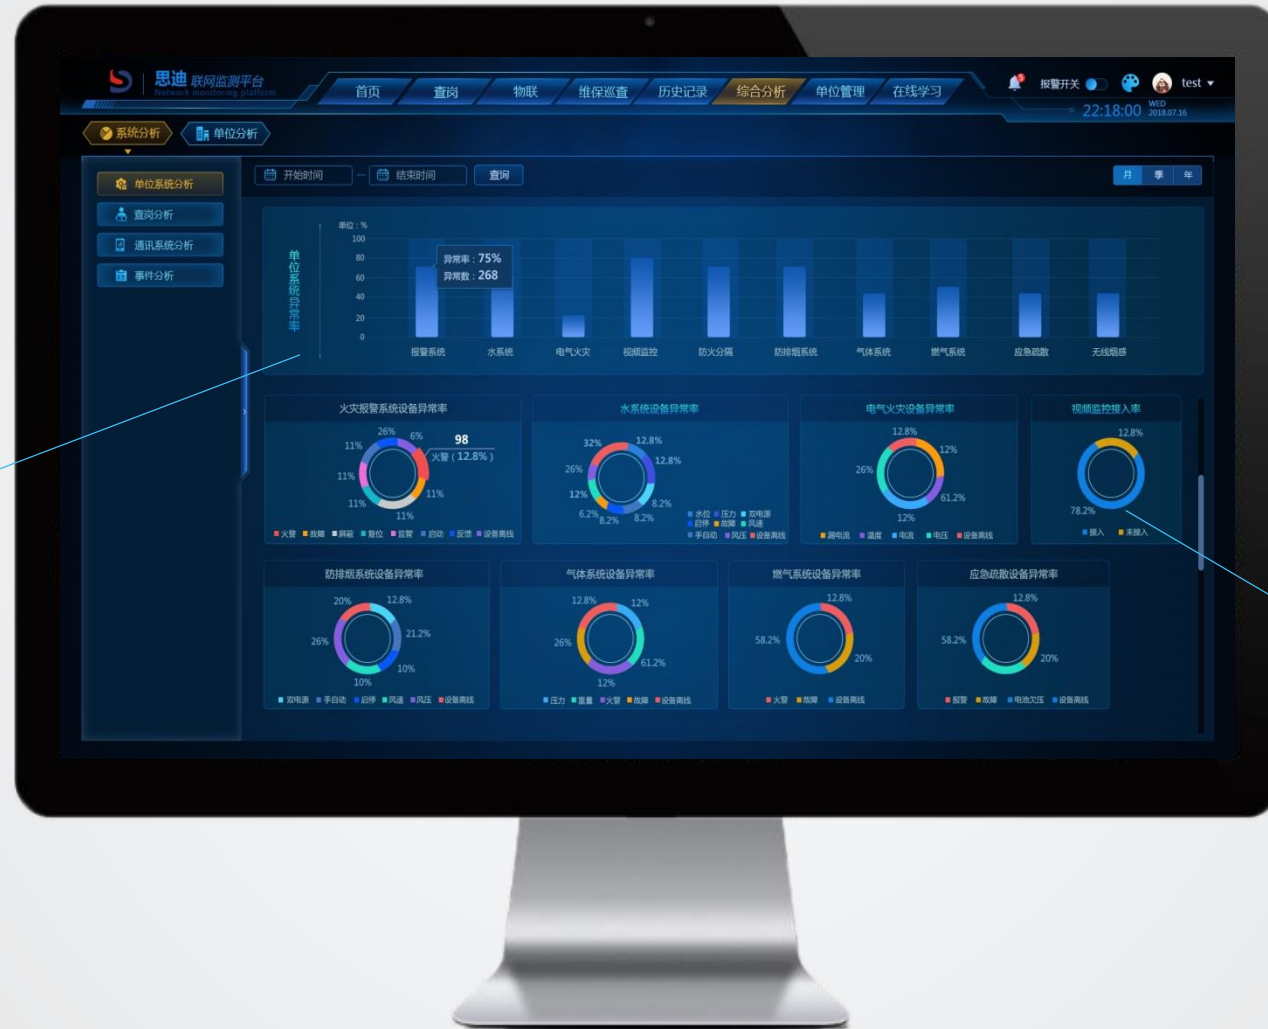 思迪 联网监测平台
Network monitoring platform
首页 查岗 物联 维保巡查 历史记录 综合分析 单位管理 在线学习
5
报警开关
test
22:18:00 WED
2018.07.16
系统分析 单位分析
单位系统分析
查岗分析
通讯系统分析
事件分析
开始时间 — 结束时间 查询
月 季 年
单位系统异常率
单位：%
100
80
60
40
20
0
异常率：75%
异常数：268
报警系统 水系统 电气火灾 视频监控 防火分隔 防排烟系统 气体系统 燃气系统 应急疏散 无线烟感
火灾报警系统设备异常率
26% 6% 98
11% 火警（12.8%）
11%
11%
11%
11%
火警 故障 屏蔽 复位 监管 启动 反馈 设备离线
水系统设备异常率
32% 12.8%
26% 12.8%
12%
6.2% 8.2% 8.2% 8.2%
水位 压力 双电源
启停 故障 风速
手自动 风压 设备离线
电气火灾设备异常率
12.8%
12%
26%
61.2%
12%
漏电流 温度 电流 电压 设备离线
视频监控接入率
12.8%
78.2%
接入 未接入
防排烟系统设备异常率
20% 12.8%
26% 21.2%
10%
10%
双电源 手自动 启停 风速 风压 设备离线
气体系统设备异常率
12.8% 12%
26%
61.2%
12%
压力 重量 火警 故障 设备离线
燃气系统设备异常率
12.8%
58.2%
20%
火警 故障 设备离线
应急疏散设备异常率
12.8%
58.2%
20%
报警 故障 电池欠压 设备离线